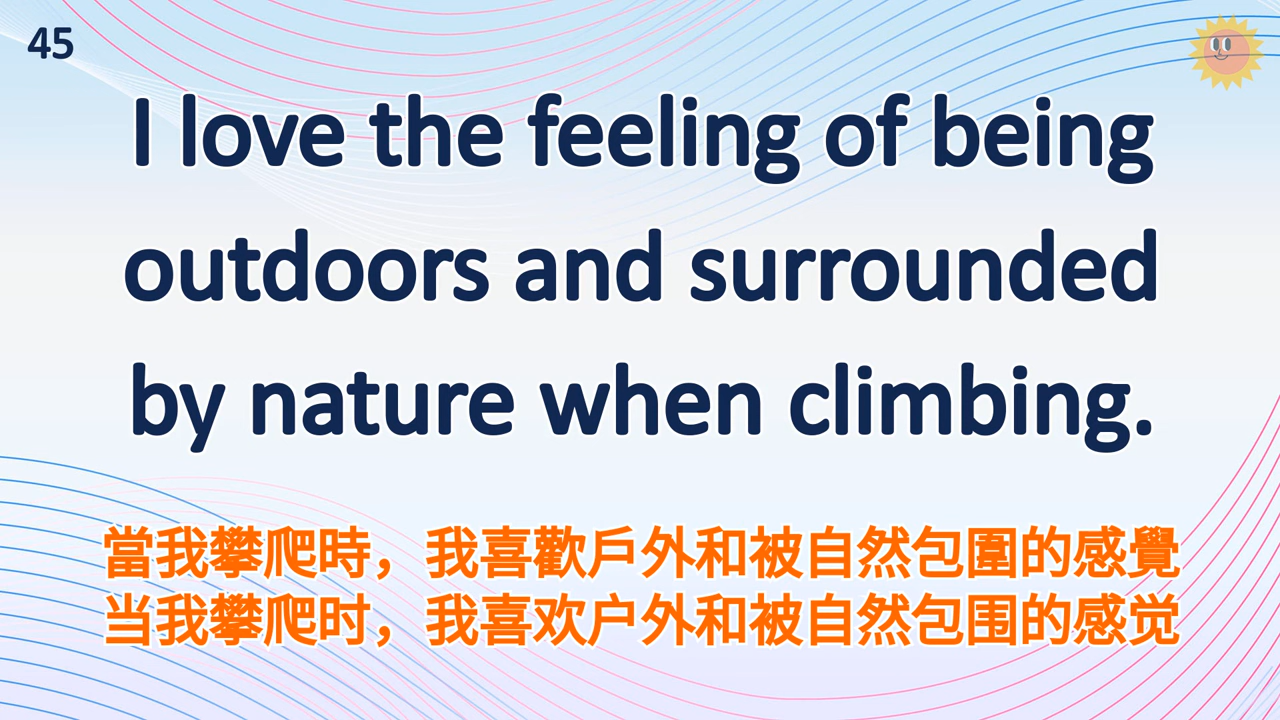 45
I love the feeling of being
outdoors and surrounded
by nature when climbing.
當我攀爬時，我喜歡戶外和被自然包圍的感覺
当我攀爬时，我喜欢户外和被自然包围的感觉